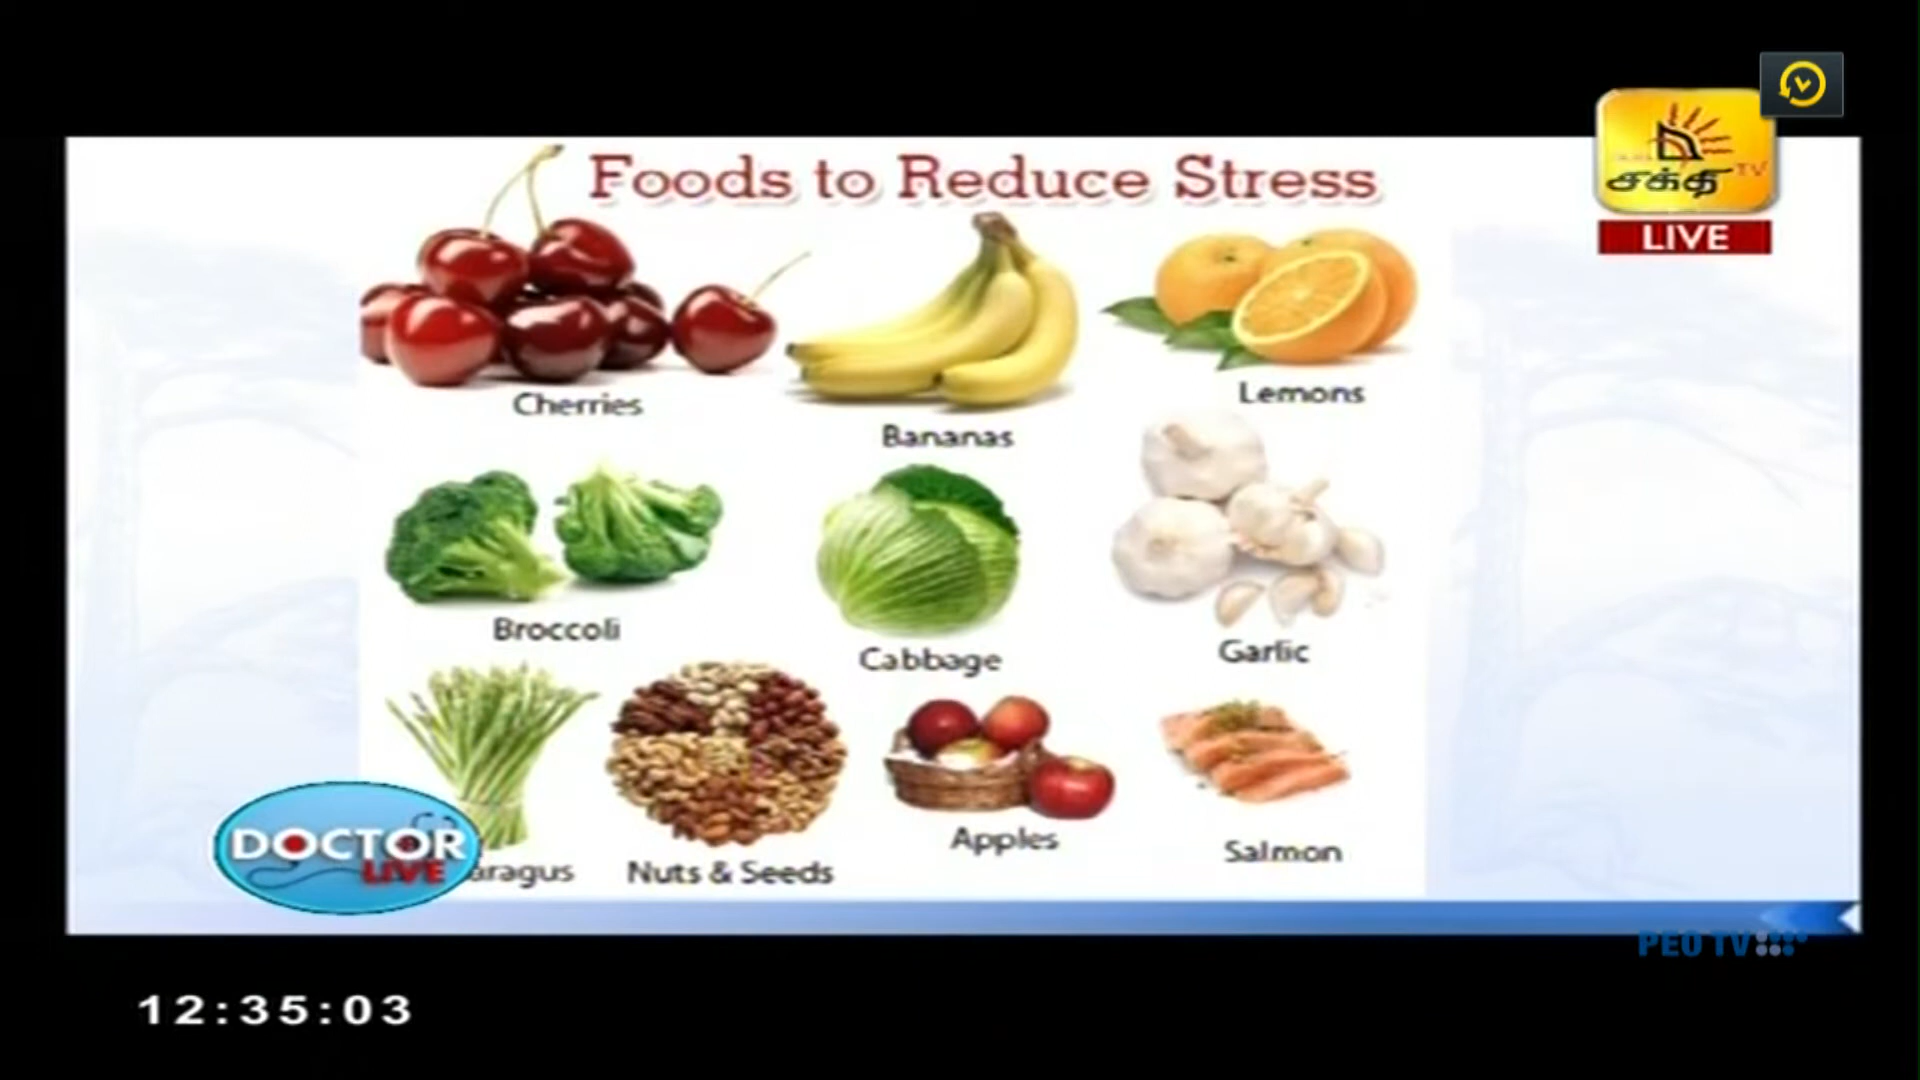 Foods to Reduce Stress
சக்தி TV
LIVE
Cherries
Bananas
Lemons
Broccoli
Cabbage
Garlic
aragus
Nuts & Seeds
Apples
Salmon
DOCTOR
LIVE
PEO TV
12:35:03